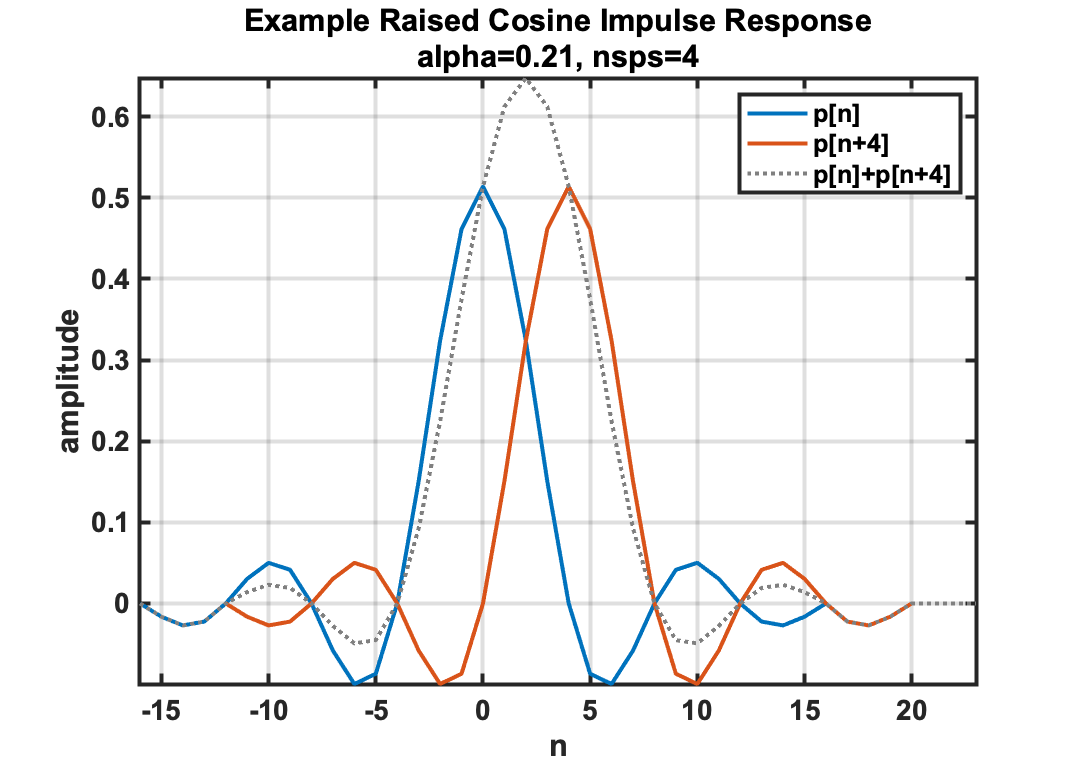 Example Raised Cosine Impulse Response
alpha=0.21, nsps=4
p[n]
p[n+4]
p[n]+p[n+4]
0.6
0.5
0.4
0.3
0.2
0.1
0
amplitude
-15 -10 -5 0 5 10 15 20
n